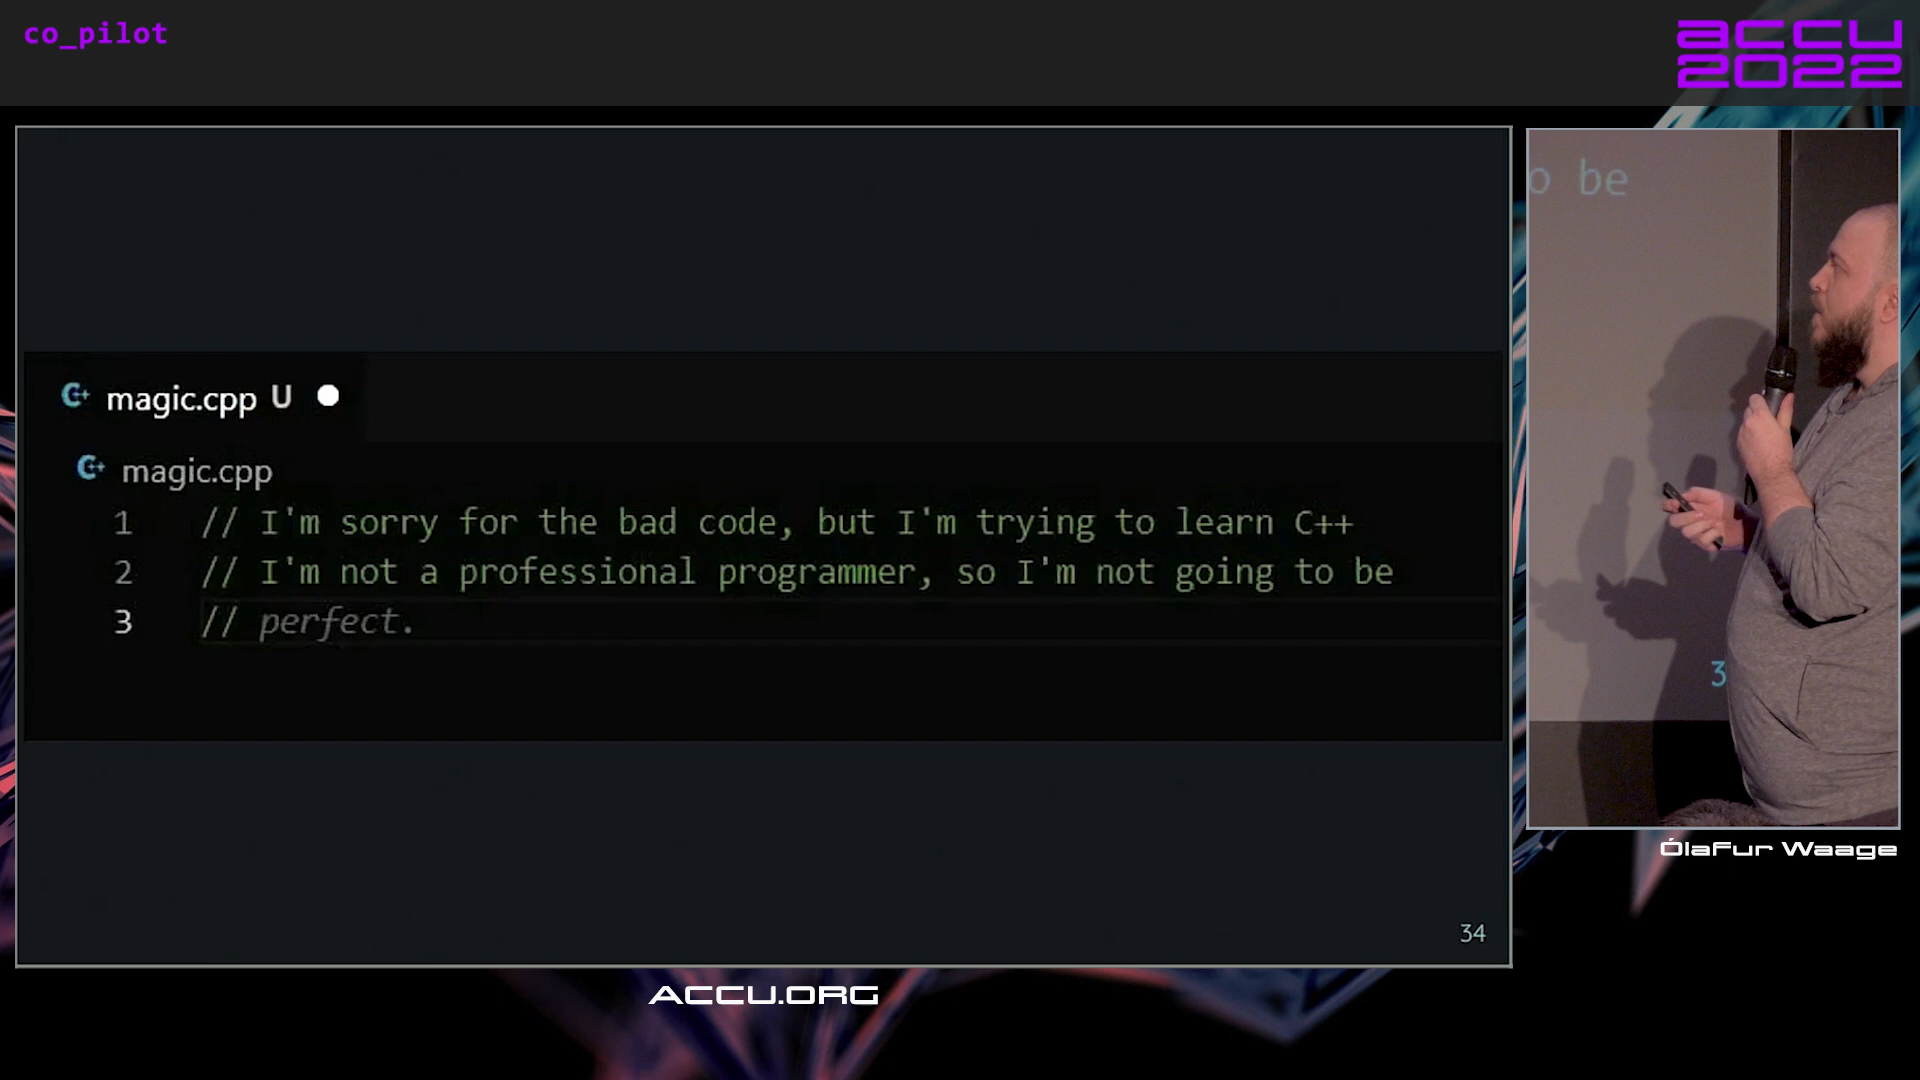 co_pilot
accu
2022
magic.cpp U
magic.cpp
1 // I'm sorry for the bad code, but I'm trying to learn C++
2 // I'm not a professional programmer, so I'm not going to be
3 // perfect.
34
o be
3
Ólafur Waage
ACCU.ORG